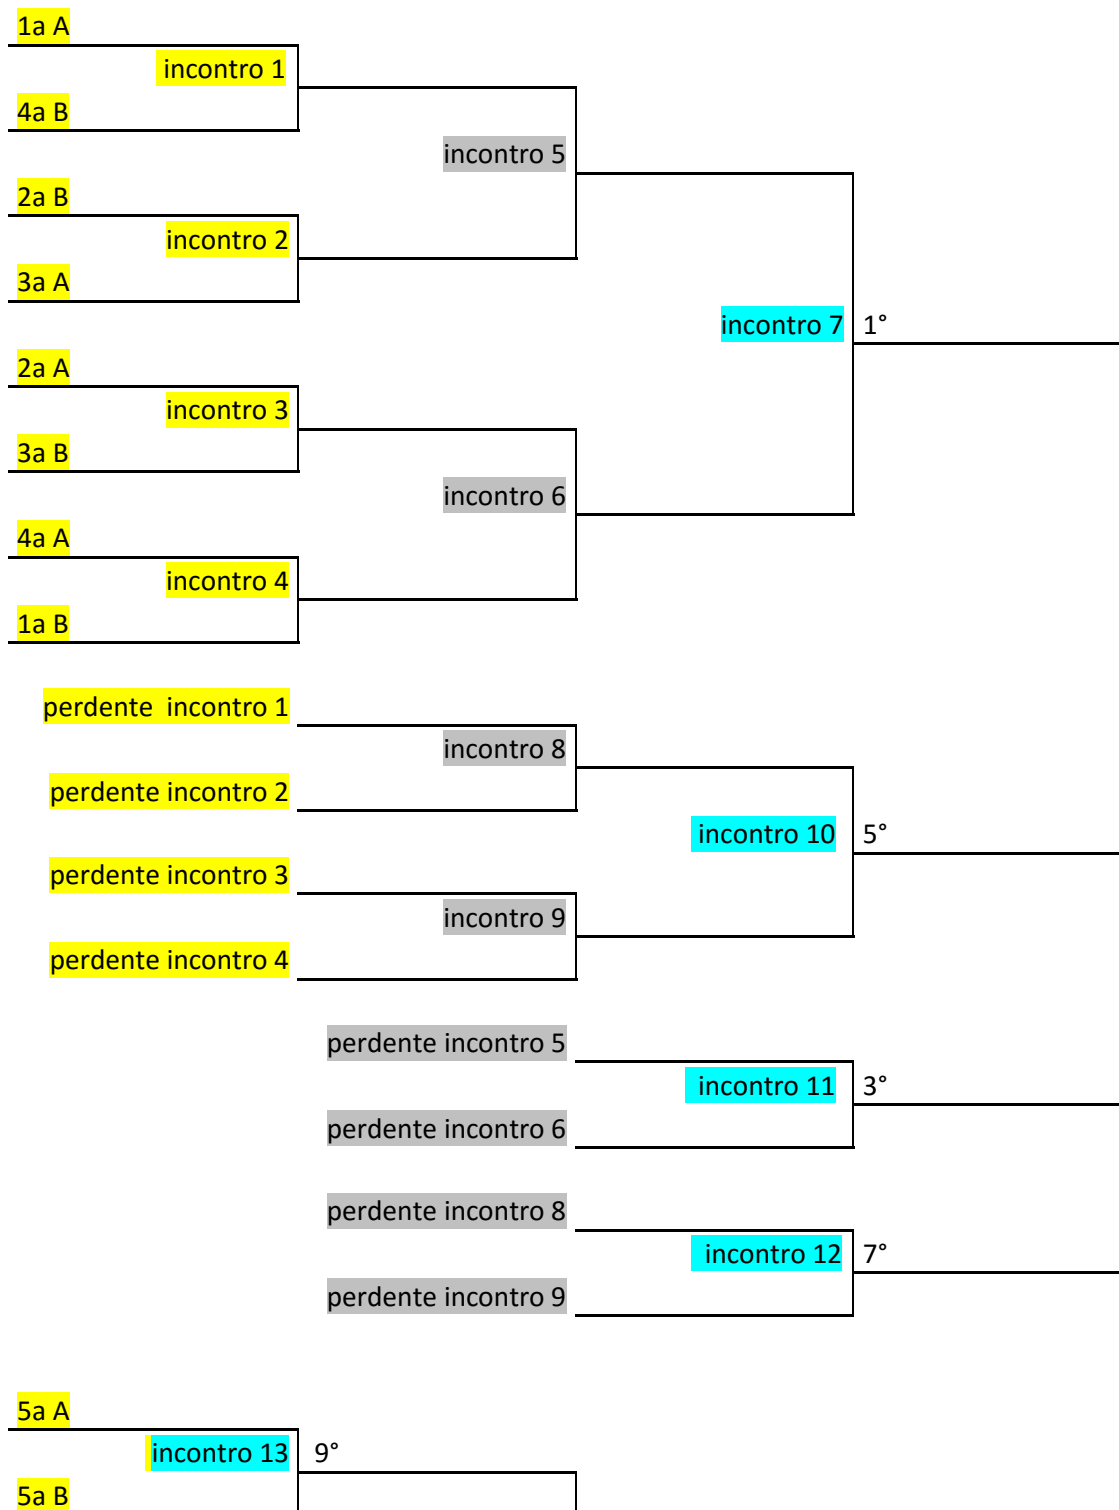 1a A
incontro 1
4a B
incontro 5
2a B
incontro 2
3a A
incontro 7 1°
2a A
incontro 3
3a B
incontro 6
4a A
incontro 4
1a B
perdente  incontro 1
incontro 8
perdente incontro 2
incontro 10 5°
perdente incontro 3
incontro 9
perdente incontro 4
perdente incontro 5
incontro 11 3°
perdente incontro 6
perdente incontro 8
incontro 12 7°
perdente incontro 9
5a A
incontro 13 9°
5a B